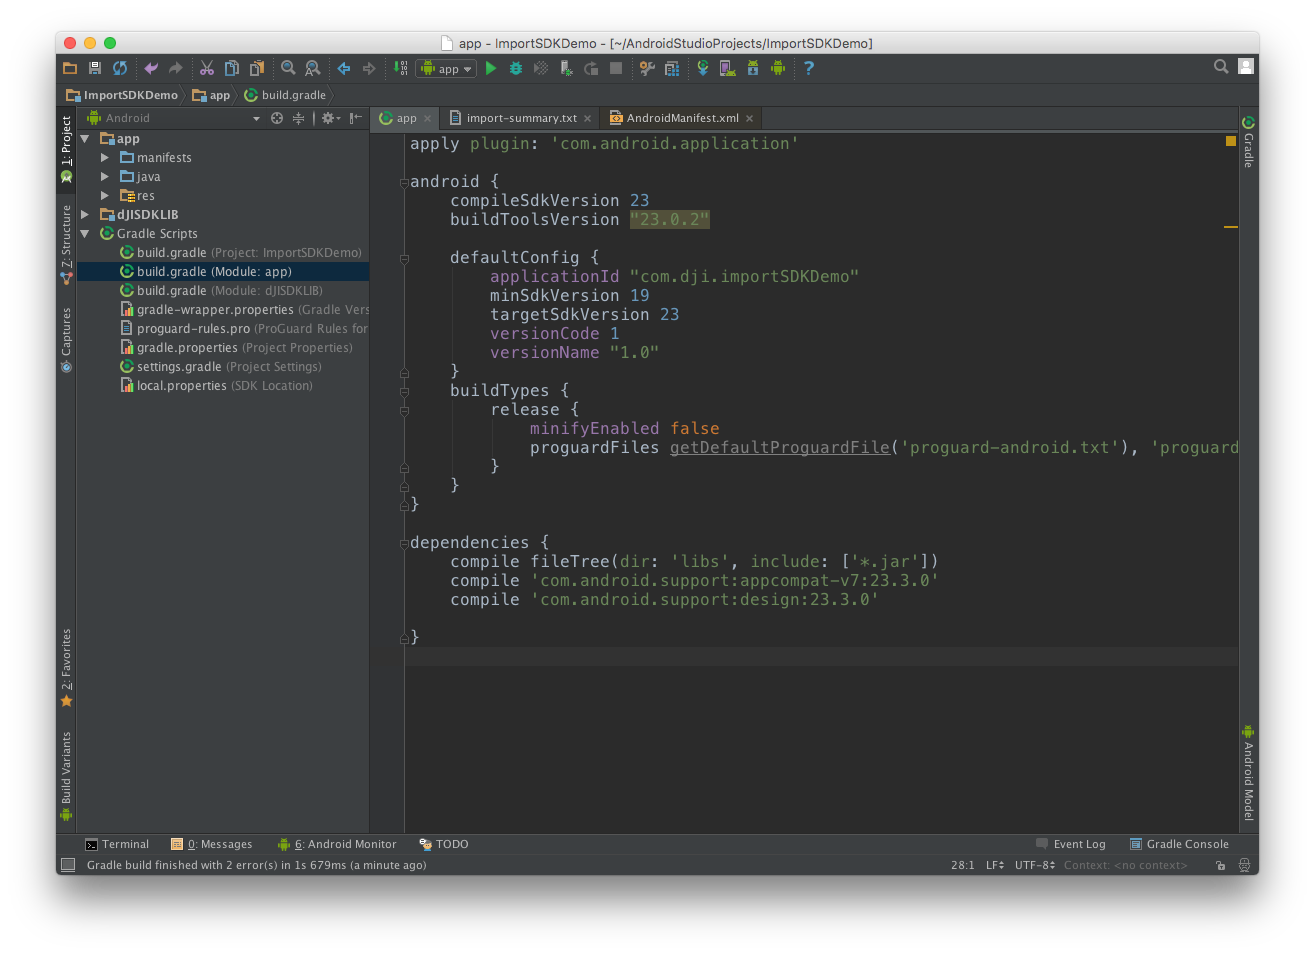 app - ImportSDKDemo - [~/AndroidStudioProjects/ImportSDKDemo]
app
ImportSDKDemo app build.gradle
Android
app import-summary.txt AndroidManifest.xml
1: Project
7: Structure
Captures
2: Favorites
Build Variants
app
manifests
java
res
dJISDKLIB
Gradle Scripts
build.gradle (Project: ImportSDKDemo)
build.gradle (Module: app)
build.gradle (Module: dJISDKLIB)
gradle-wrapper.properties (Gradle Vers
proguard-rules.pro (ProGuard Rules for
gradle.properties (Project Properties)
settings.gradle (Project Settings)
local.properties (SDK Location)
apply plugin: 'com.android.application'
android {
compileSdkVersion 23
buildToolsVersion "23.0.2"
defaultConfig {
applicationId "com.dji.importSDKDemo"
minSdkVersion 19
targetSdkVersion 23
versionCode 1
versionName "1.0"
}
buildTypes {
release {
minifyEnabled false
proguardFiles getDefaultProguardFile('proguard-android.txt'), 'proguard
}
}
}
dependencies {
compile fileTree(dir: 'libs', include: ['*.jar'])
compile 'com.android.support:appcompat-v7:23.3.0'
compile 'com.android.support:design:23.3.0'
}
Gradle
Android Model
Terminal 0: Messages 6: Android Monitor TODO Event Log Gradle Console
Gradle build finished with 2 error(s) in 1s 679ms (a minute ago) 28:1 LF UTF-8 Context: <no context>